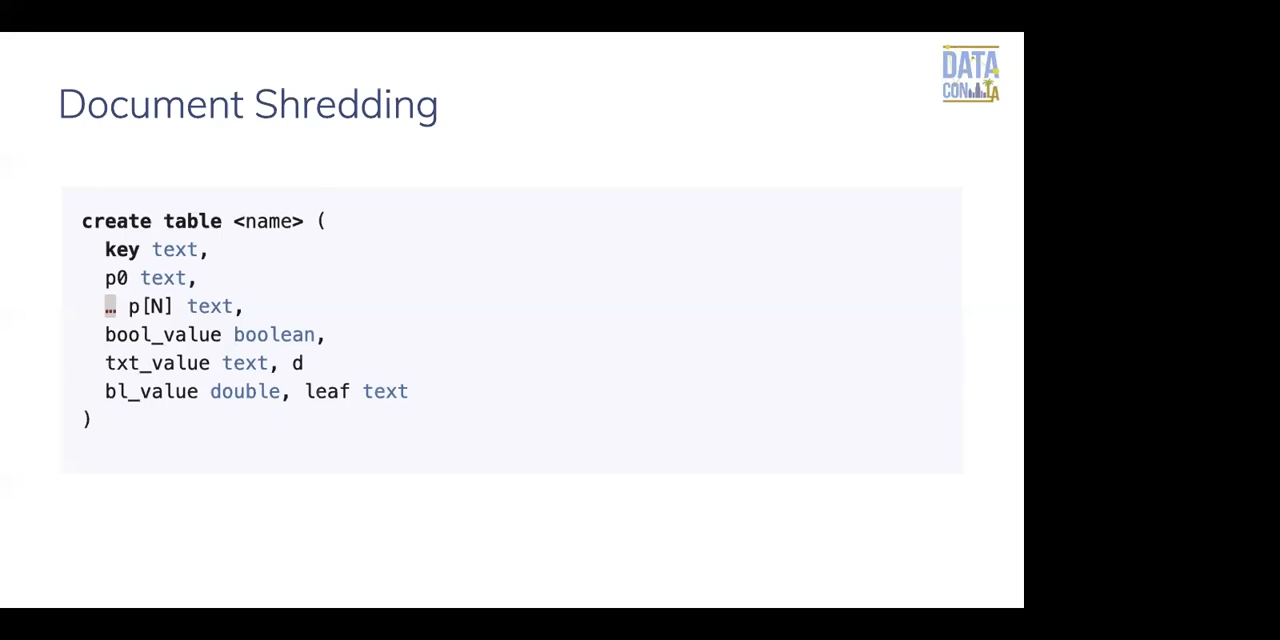 Document Shredding
DATA
CON LA
create table <name> (
key text,
p0 text,
… p[N] text,
bool_value boolean,
txt_value text, d
bl_value double, leaf text
)